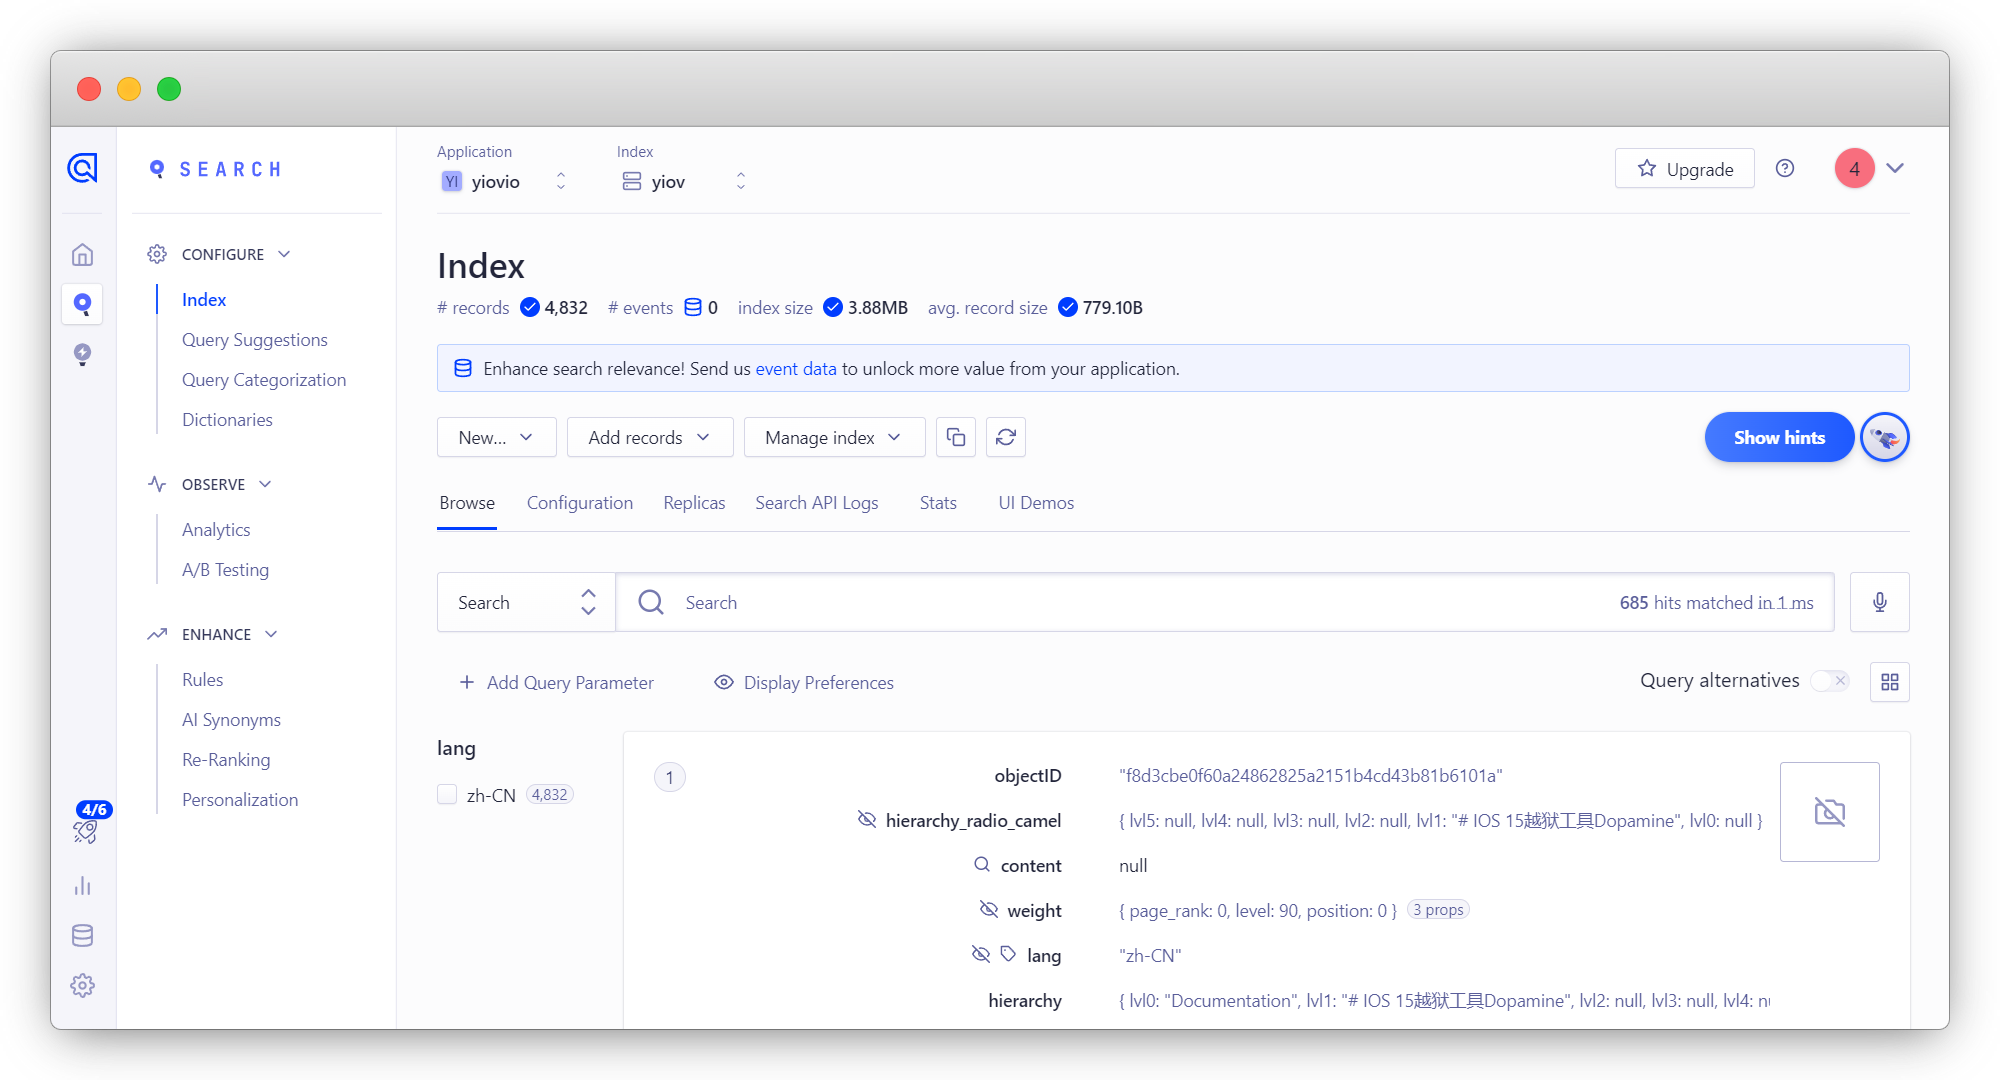 SEARCH
CONFIGURE
Index
Query Suggestions
Query Categorization
Dictionaries
OBSERVE
Analytics
A/B Testing
ENHANCE
Rules
AI Synonyms
Re-Ranking
Personalization
4/6
Application
YI yiovio
Index
yiov
Upgrade
4
Index
# records 4,832 # events 0 index size 3.88MB avg. record size 779.10B
Enhance search relevance! Send us event data to unlock more value from your application.
New... Add records Manage index
Show hints
Browse Configuration Replicas Search API Logs Stats UI Demos
Search Search 685 hits matched in 1 ms
Add Query Parameter Display Preferences Query alternatives
lang
zh-CN 4,832
1
objectID "f8d3cbe0f60a24862825a2151b4cd43b81b6101a"
hierarchy_radio_camel { lvl5: null, lvl4: null, lvl3: null, lvl2: null, lvl1: "# IOS 15越狱工具Dopamine", lvl0: null }
content null
weight { page_rank: 0, level: 90, position: 0 } 3 props
lang "zh-CN"
hierarchy { lvl0: "Documentation", lvl1: "# IOS 15越狱工具Dopamine", lvl2: null, lvl3: null, lvl4: n